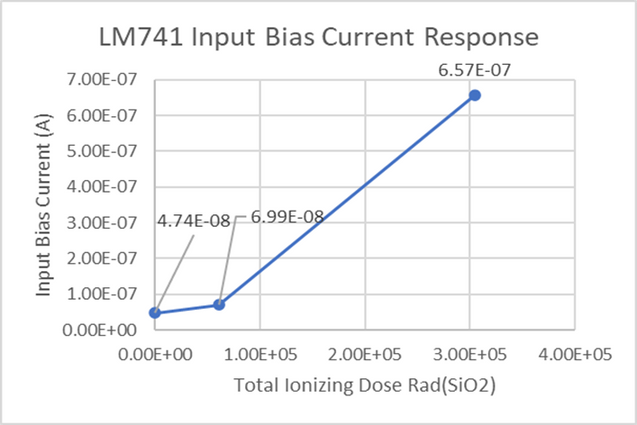 LM741 Input Bias Current Response
6.57E-07
7.00E-07
6.00E-07
5.00E-07
4.00E-07
3.00E-07
2.00E-07
1.00E-07
0.00E+00
Input Bias Current (A)
4.74E-08
6.99E-08
0.00E+00 1.00E+05 2.00E+05 3.00E+05 4.00E+05
Total Ionizing Dose Rad(SiO2)